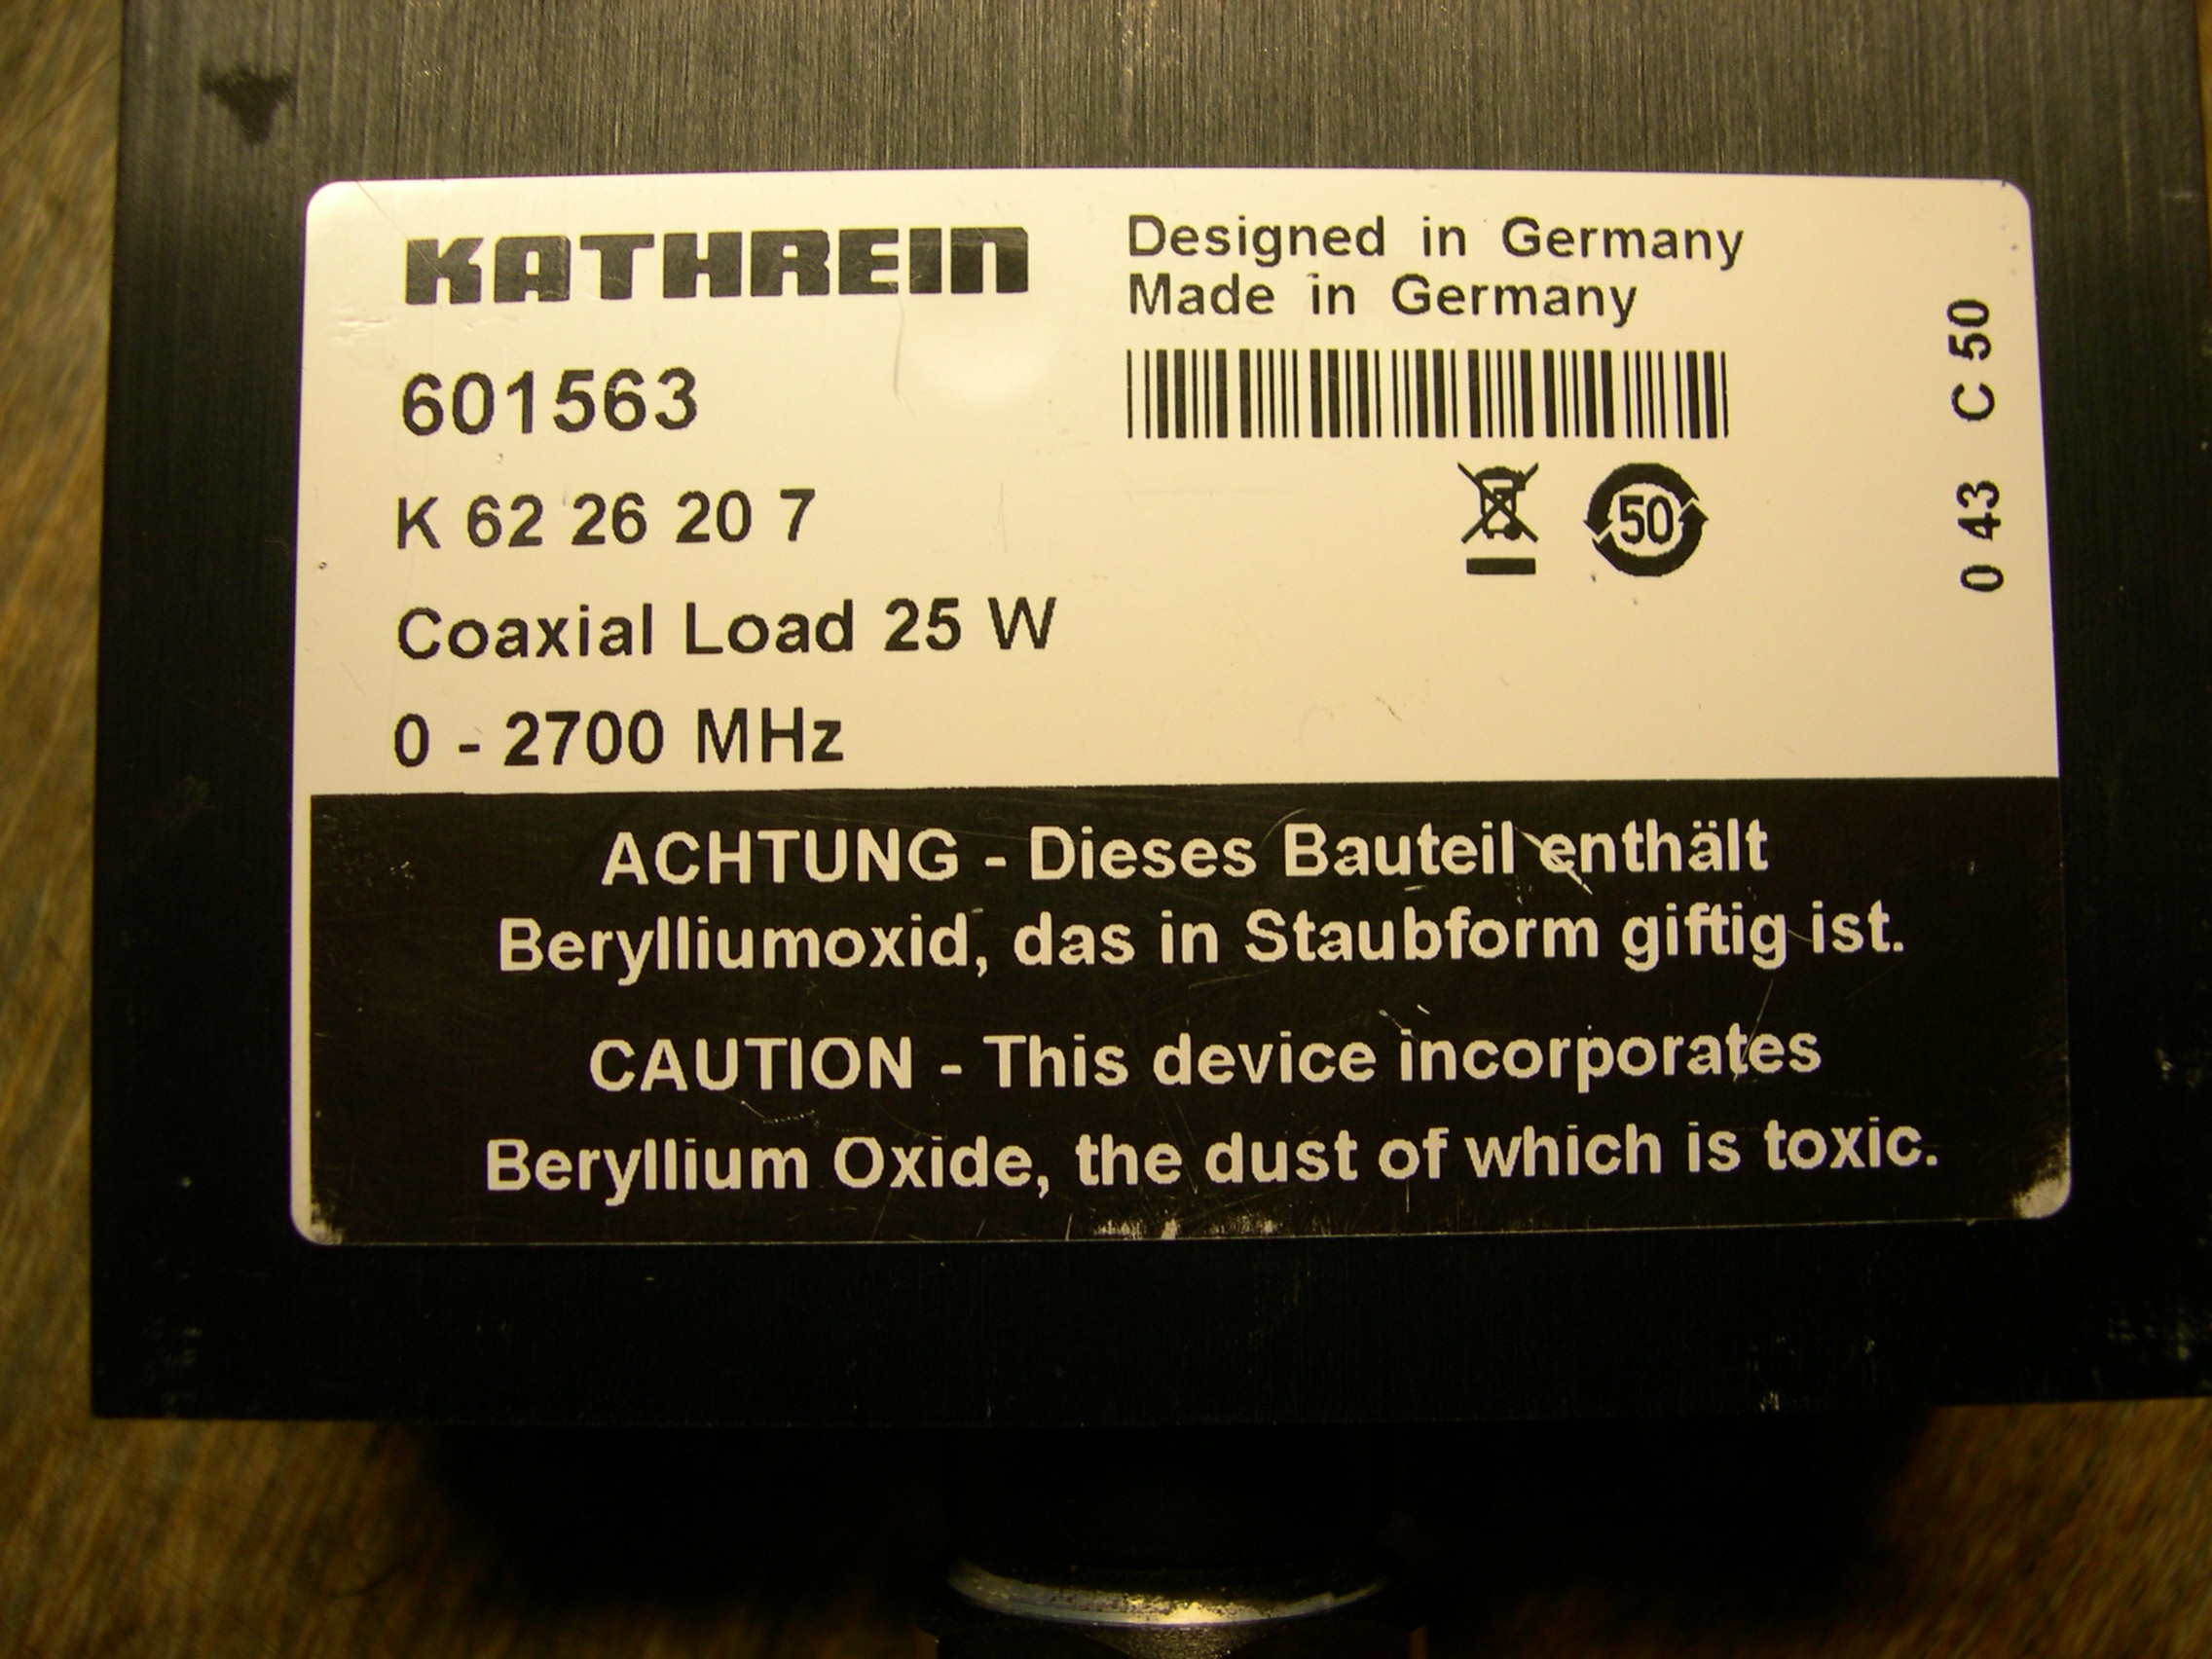 KATHREIN
Designed in Germany
Made in Germany
601563
K 62 26 20 7
50
Coaxial Load 25 W
0 - 2700 MHz
0 43 C 50
ACHTUNG - Dieses Bauteil enthält
Berylliumoxid, das in Staubform giftig ist.
CAUTION - This device incorporates
Beryllium Oxide, the dust of which is toxic.